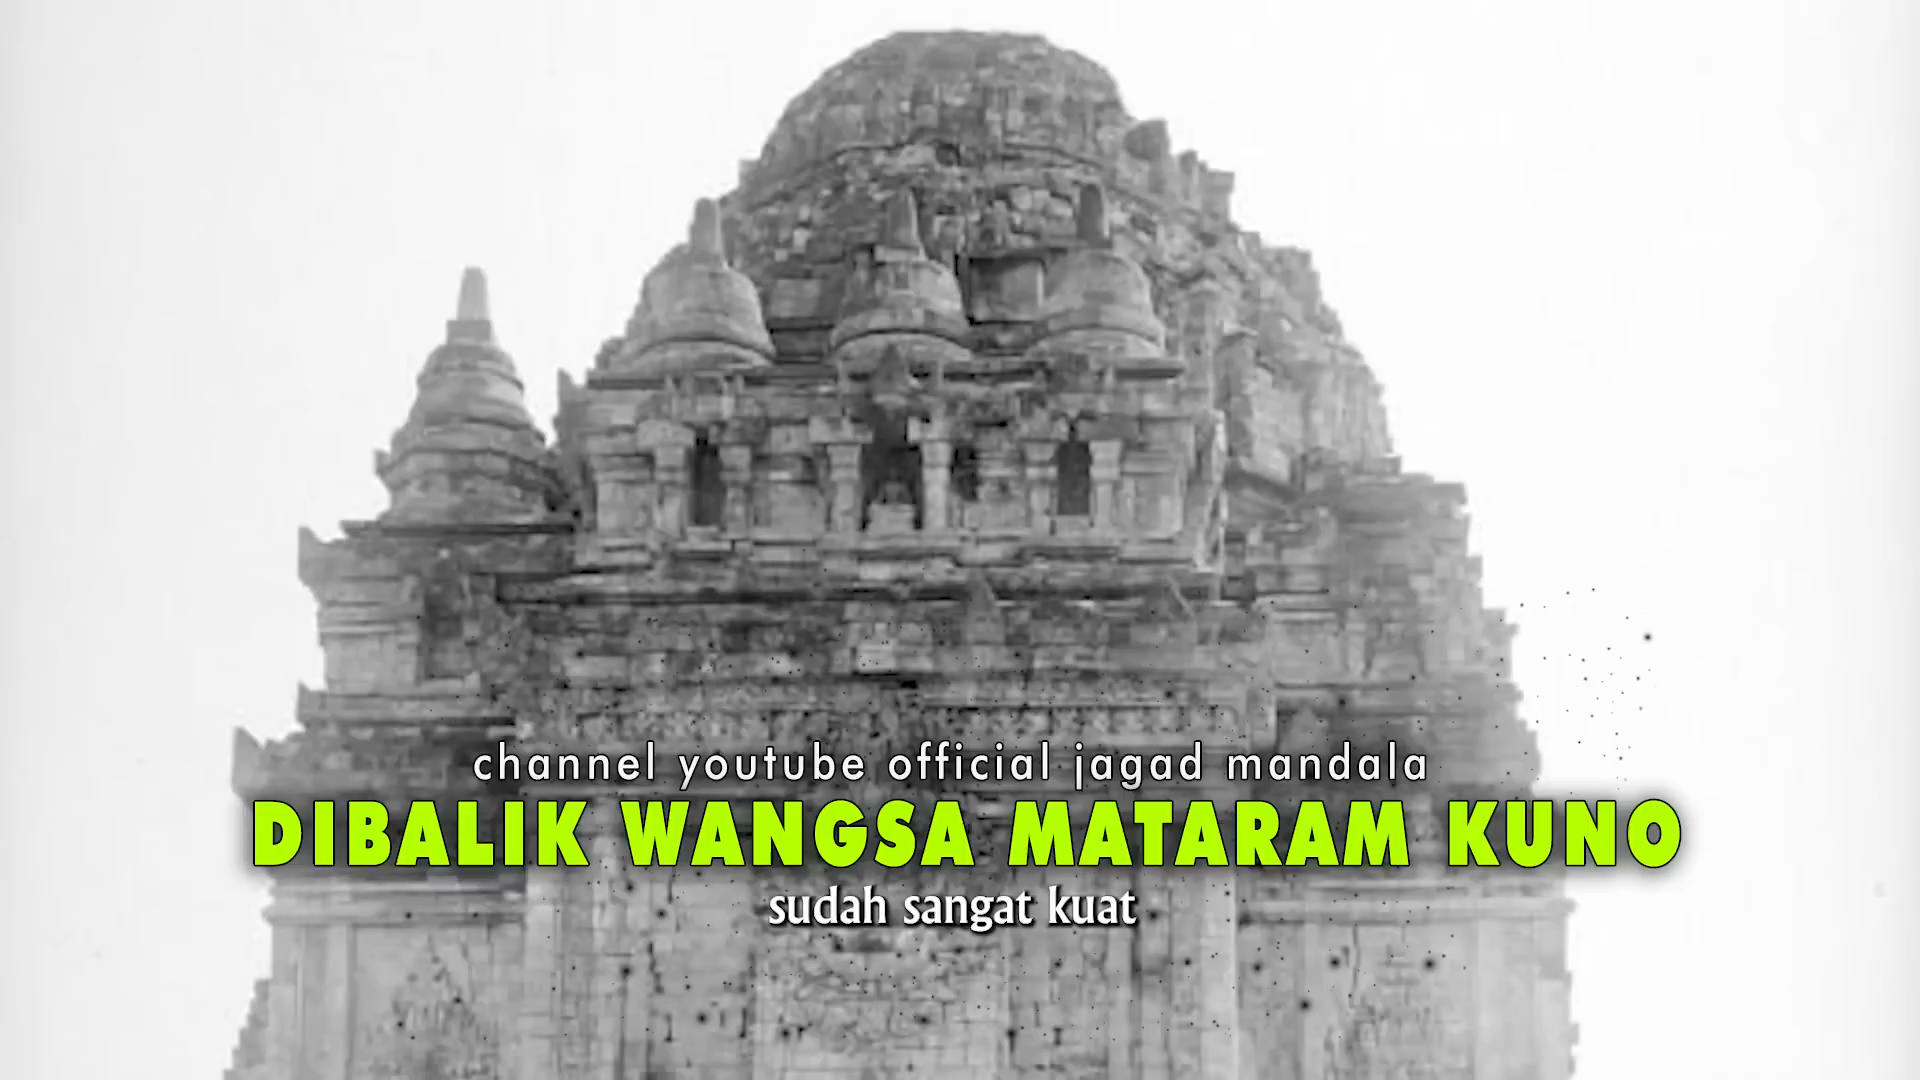 channel youtube official jagad mandala
DIBALIK WANGSA MATARAM KUNO
sudah sangat kuat